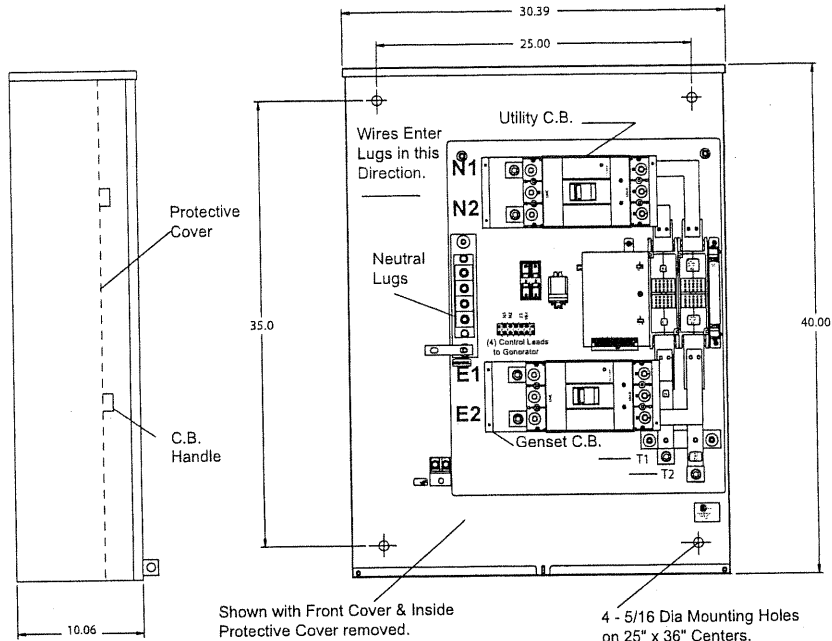 30.39
25.00
Utility C.B.
Wires Enter
Lugs in this
Direction.
N1
N2
Protective
Cover
Neutral
Lugs
35.0
40.00
(4) Control Leads
to Gonorator
E1
E2
Genset C.B.
C.B.
Handle
T1
T2
10.06
Shown with Front Cover & Inside
Protective Cover removed.
4 - 5/16 Dia Mounting Holes
on 25" x 36" Centers.